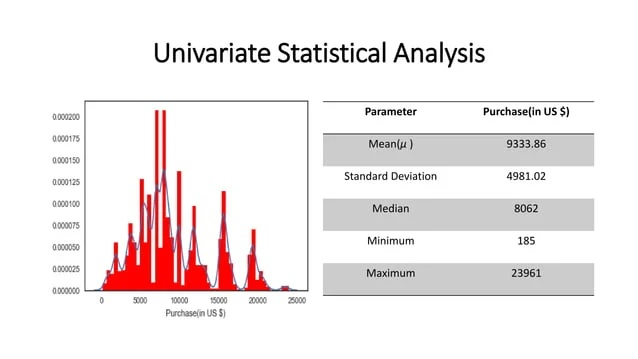 Univariate Statistical Analysis
0.000200
0.000175
0.000150
0.000125
0.000100
0.000075
0.000050
0.000025
0.000000
0 5000 10000 15000 20000 25000
Purchase(in US $)
Parameter Purchase(in US $)
Mean(μ ) 9333.86
Standard Deviation 4981.02
Median 8062
Minimum 185
Maximum 23961